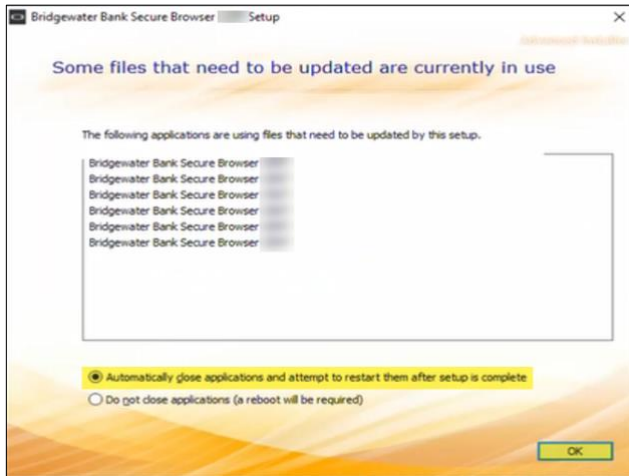 Bridgewater Bank Secure Browser Setup
Advanced Installer
Some files that need to be updated are currently in use
The following applications are using files that need to be updated by this setup.
Bridgewater Bank Secure Browser
Bridgewater Bank Secure Browser
Bridgewater Bank Secure Browser
Bridgewater Bank Secure Browser
Bridgewater Bank Secure Browser
Bridgewater Bank Secure Browser
Automatically close applications and attempt to restart them after setup is complete
Do not close applications (a reboot will be required)
OK